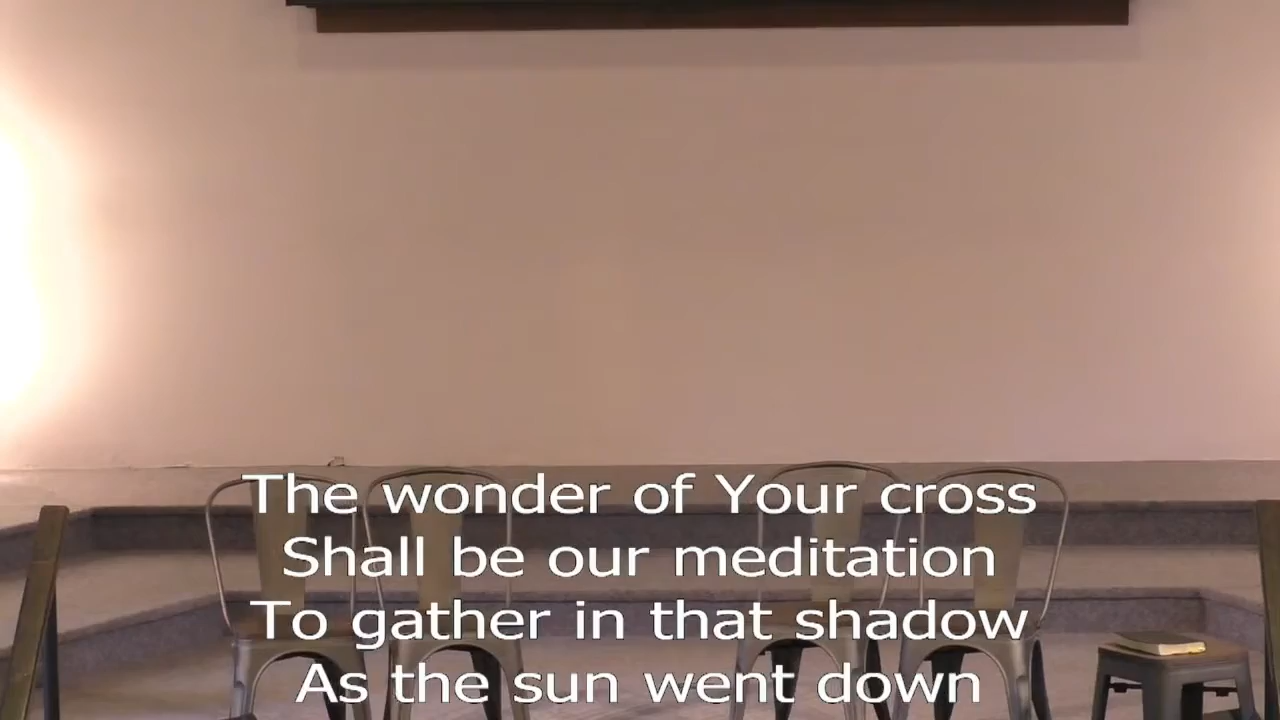 The wonder of Your cross
Shall be our meditation
To gather in that shadow
As the sun went down